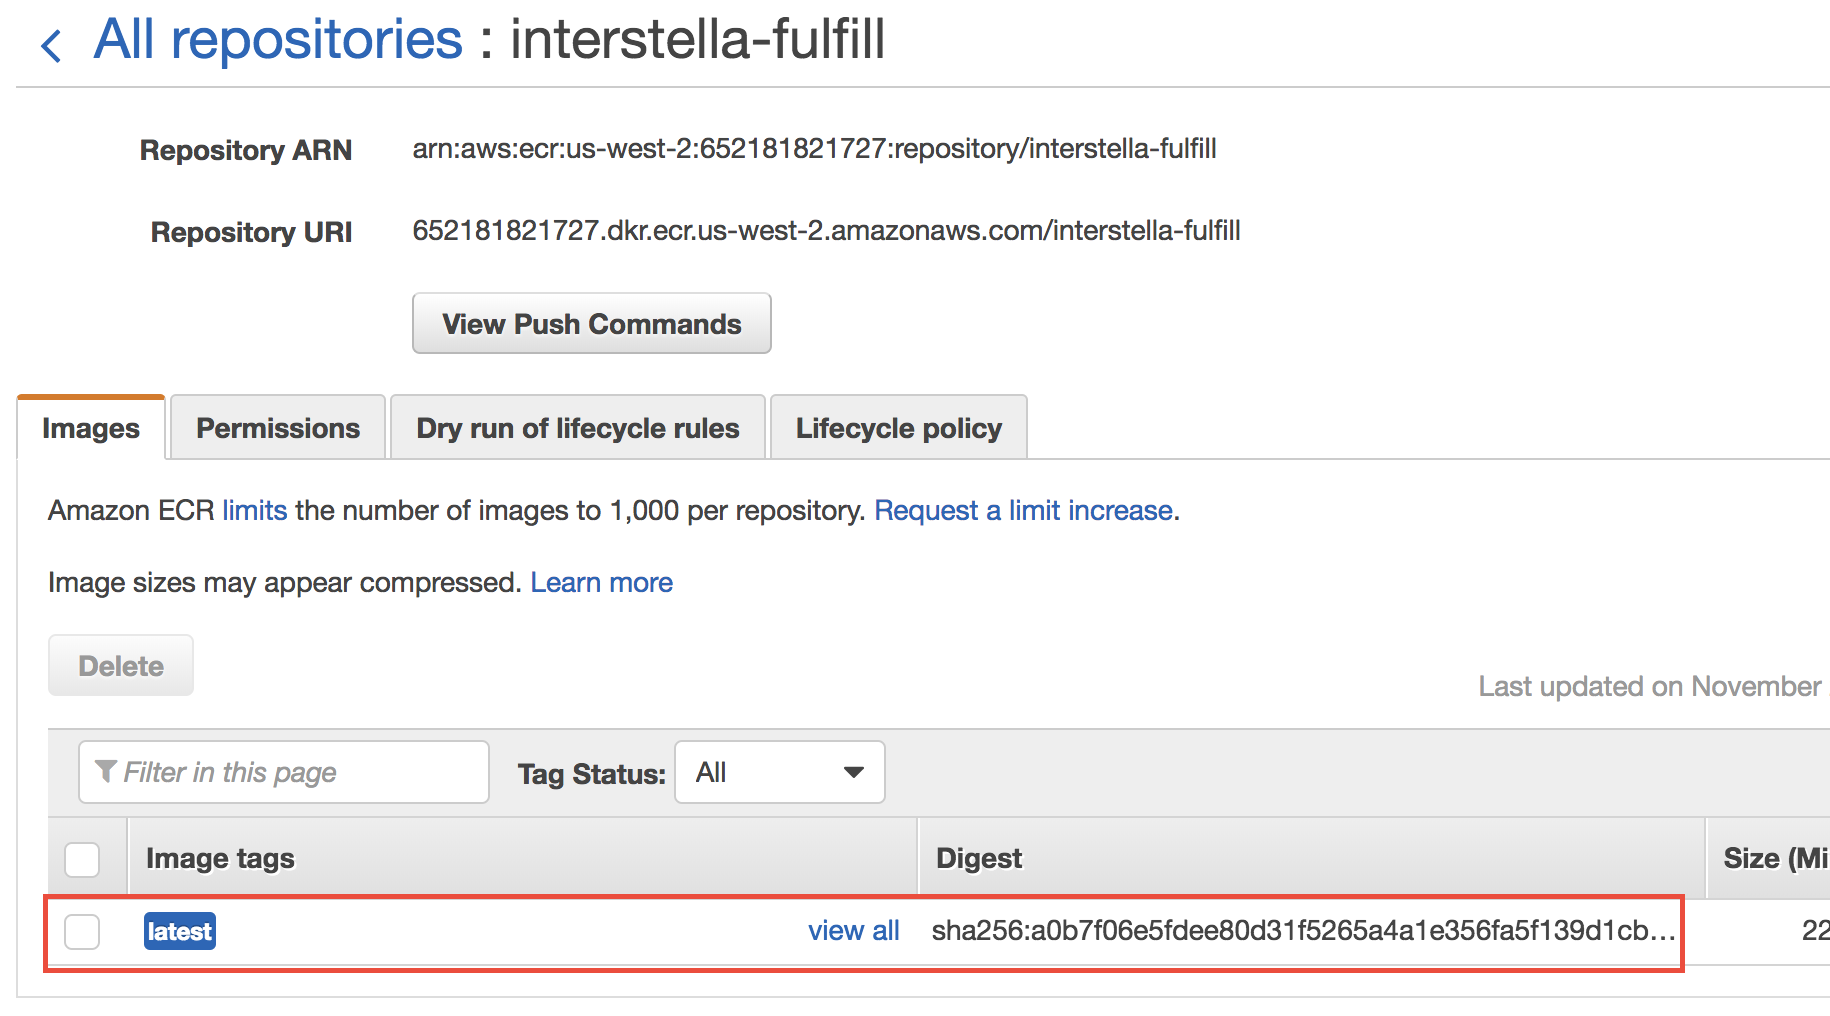 All repositories : interstella-fulfill
Repository ARN arn:aws:ecr:us-west-2:652181821727:repository/interstella-fulfill
Repository URI 652181821727.dkr.ecr.us-west-2.amazonaws.com/interstella-fulfill
View Push Commands
Images Permissions Dry run of lifecycle rules Lifecycle policy
Amazon ECR limits the number of images to 1,000 per repository. Request a limit increase.
Image sizes may appear compressed. Learn more
Delete
Last updated on November
Filter in this page Tag Status: All
Image tags Digest Size (Mi
latest view all sha256:a0b7f06e5fdee80d31f5265a4a1e356fa5f139d1cb... 22